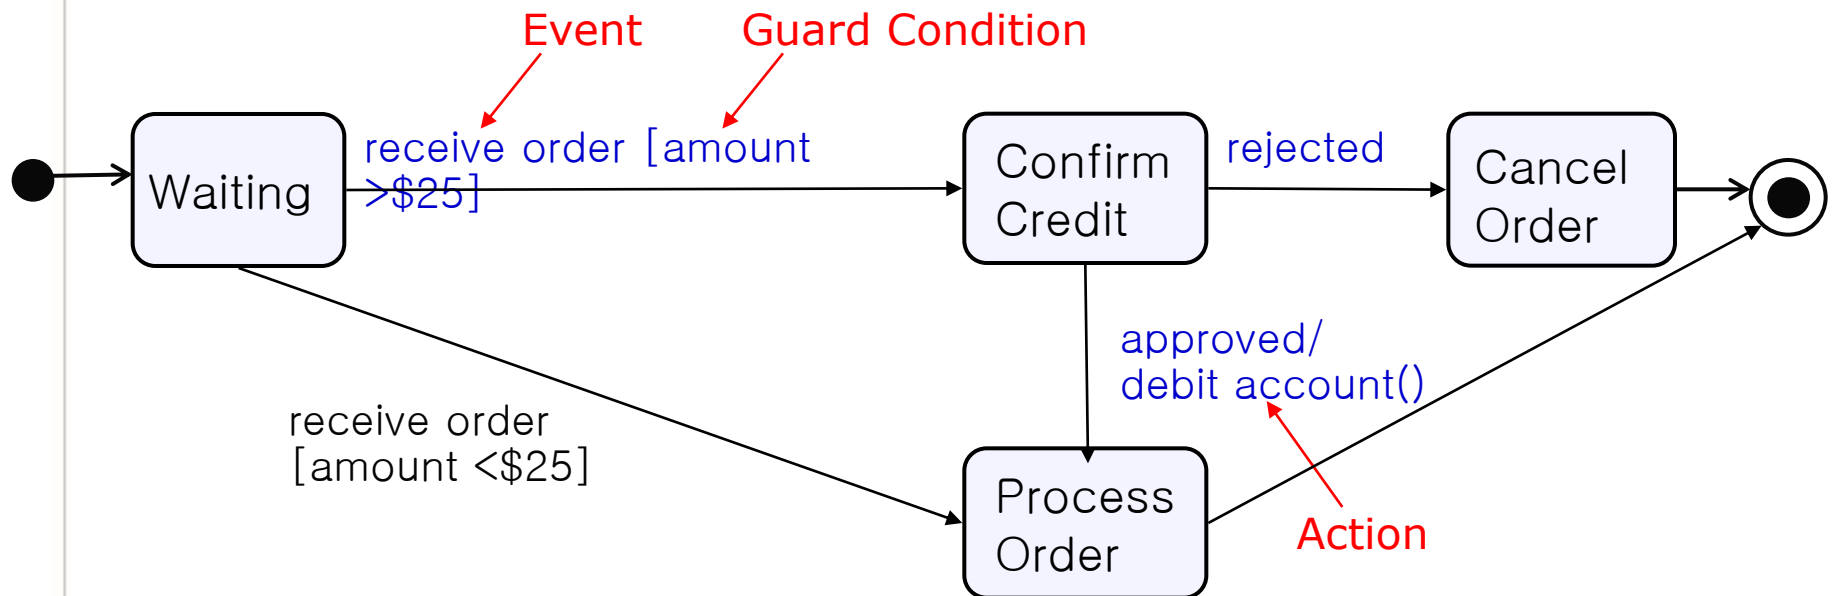 Event
Guard Condition
receive order [amount
>$25]
Waiting
Confirm
Credit
rejected
Cancel
Order
approved/
debit account()
receive order
[amount <$25]
Process
Order
Action